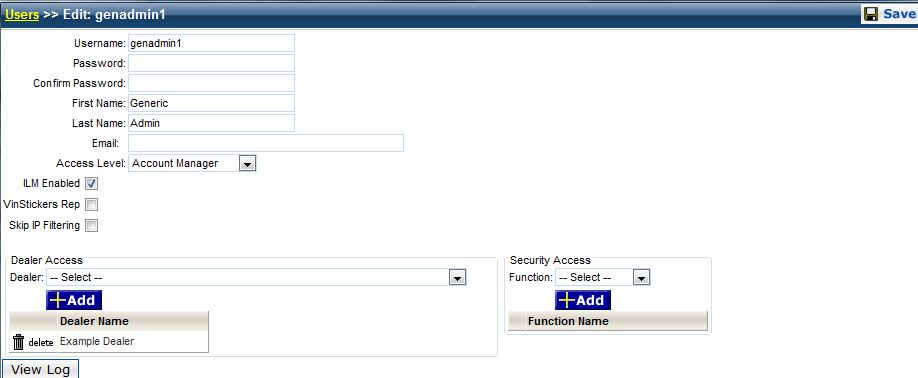 Users >> Edit: genadmin1 Save
Username: genadmin1
Password:
Confirm Password:
First Name: Generic
Last Name: Admin
Email:
Access Level: Account Manager
ILM Enabled
VinStickers Rep
Skip IP Filtering
Dealer Access
Dealer: -- Select --
+Add
Dealer Name
delete Example Dealer
Security Access
Function: -- Select --
+Add
Function Name
View Log